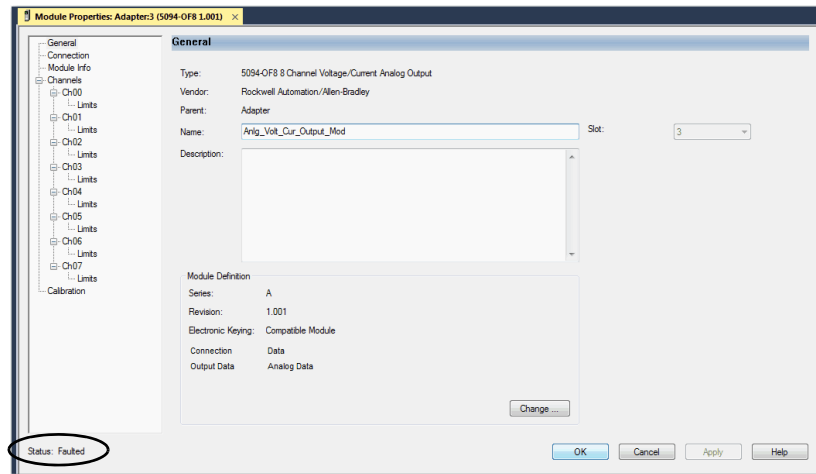 Module Properties: Adapter:3 (5094-OF8 1.001) ×
General
Connection
Module Info
Channels
Ch00
Limits
Ch01
Limits
Ch02
Limits
Ch03
Limits
Ch04
Limits
Ch05
Limits
Ch06
Limits
Ch07
Limits
Calibration
General
Type: 5094-OF8 8 Channel Voltage/Current Analog Output
Vendor: Rockwell Automation/Allen-Bradley
Parent: Adapter
Name: Anlg_Volt_Cur_Output_Mod Slot: 3
Description:
Module Definition
Series: A
Revision: 1.001
Electronic Keying: Compatible Module
Connection Data
Output Data Analog Data
Change ...
Status: Faulted
OK Cancel Apply Help